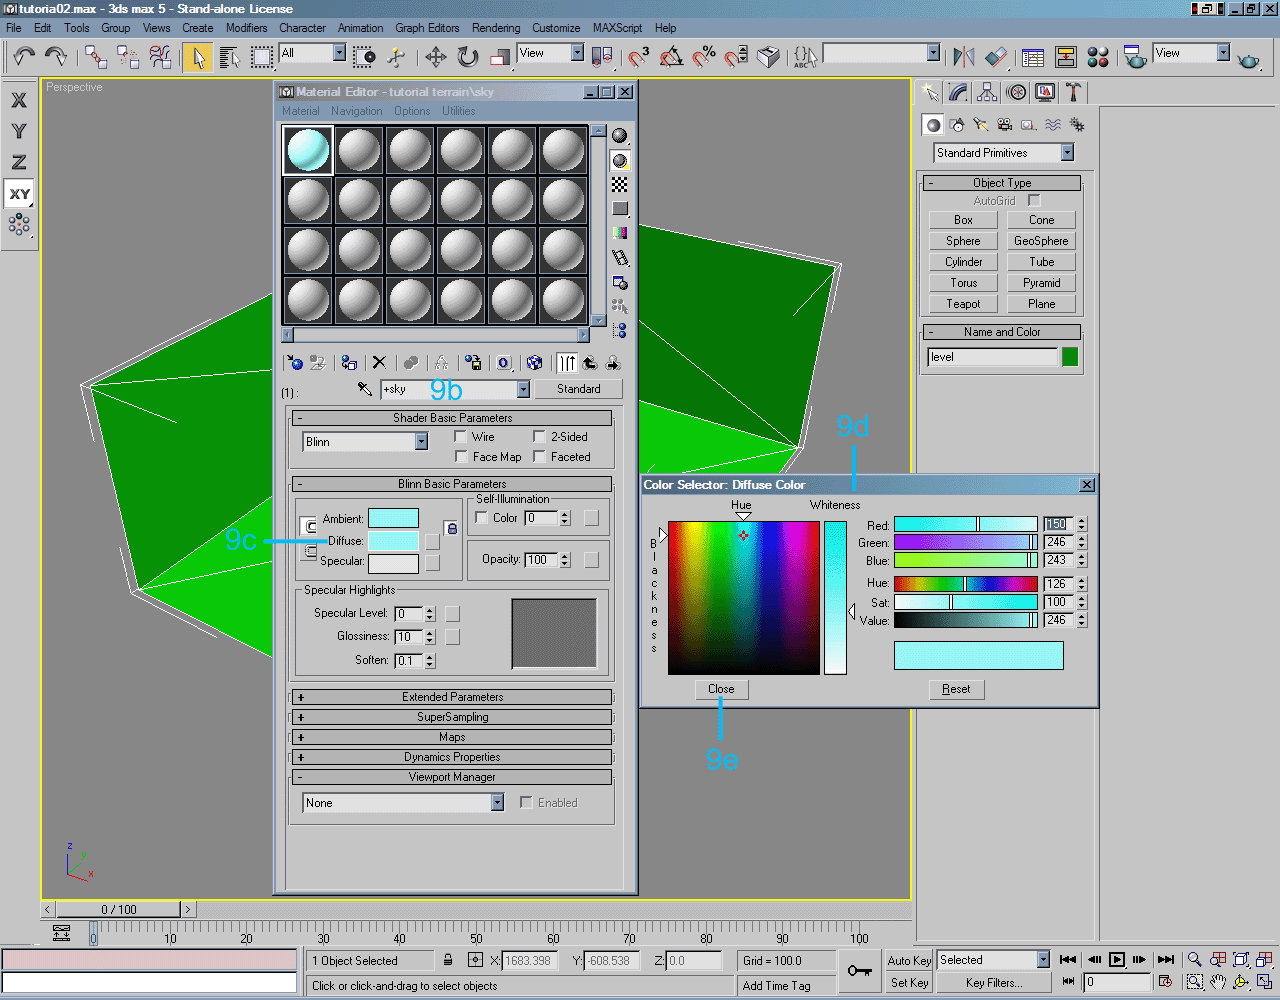 tutoria02.max - 3ds max 5 - Stand-alone License
File Edit Tools Group Views Create Modifiers Character Animation Graph Editors Rendering Customize MAXScript Help
All
View
3
%
ABC
View
X
Y
Z
XY
Perspective
Material Editor - tutorial terrain\sky
Material Navigation Options Utilities
(1) :
+sky
9b
Standard
Shader Basic Parameters
Blinn
Wire
2-Sided
Face Map
Faceted
Blinn Basic Parameters
Self-Illumination
Ambient:
Color 0
9c
Diffuse:
Specular:
Opacity: 100
Specular Highlights
Specular Level: 0
Glossiness: 10
Soften: 0.1
Extended Parameters
SuperSampling
Maps
Dynamics Properties
Viewport Manager
None
Enabled
9d
Color Selector: Diffuse Color
Hue
Whiteness
Blackness
Red: 150
Green: 246
Blue: 243
Hue: 126
Sat: 100
Value: 246
Close
Reset
9e
Standard Primitives
Object Type
AutoGrid
Box Cone
Sphere GeoSphere
Cylinder Tube
Torus Pyramid
Teapot Plane
Name and Color
level
z
y
x
< 0 / 100 >
0 10 20 30 40 50 60 70 80 90 100
1 Object Selected
X: 1683.398
Y: -608.538
Z: 0.0
Grid = 100.0
Auto Key
Selected
Click or click-and-drag to select objects
Add Time Tag
Set Key
Key Filters...
0